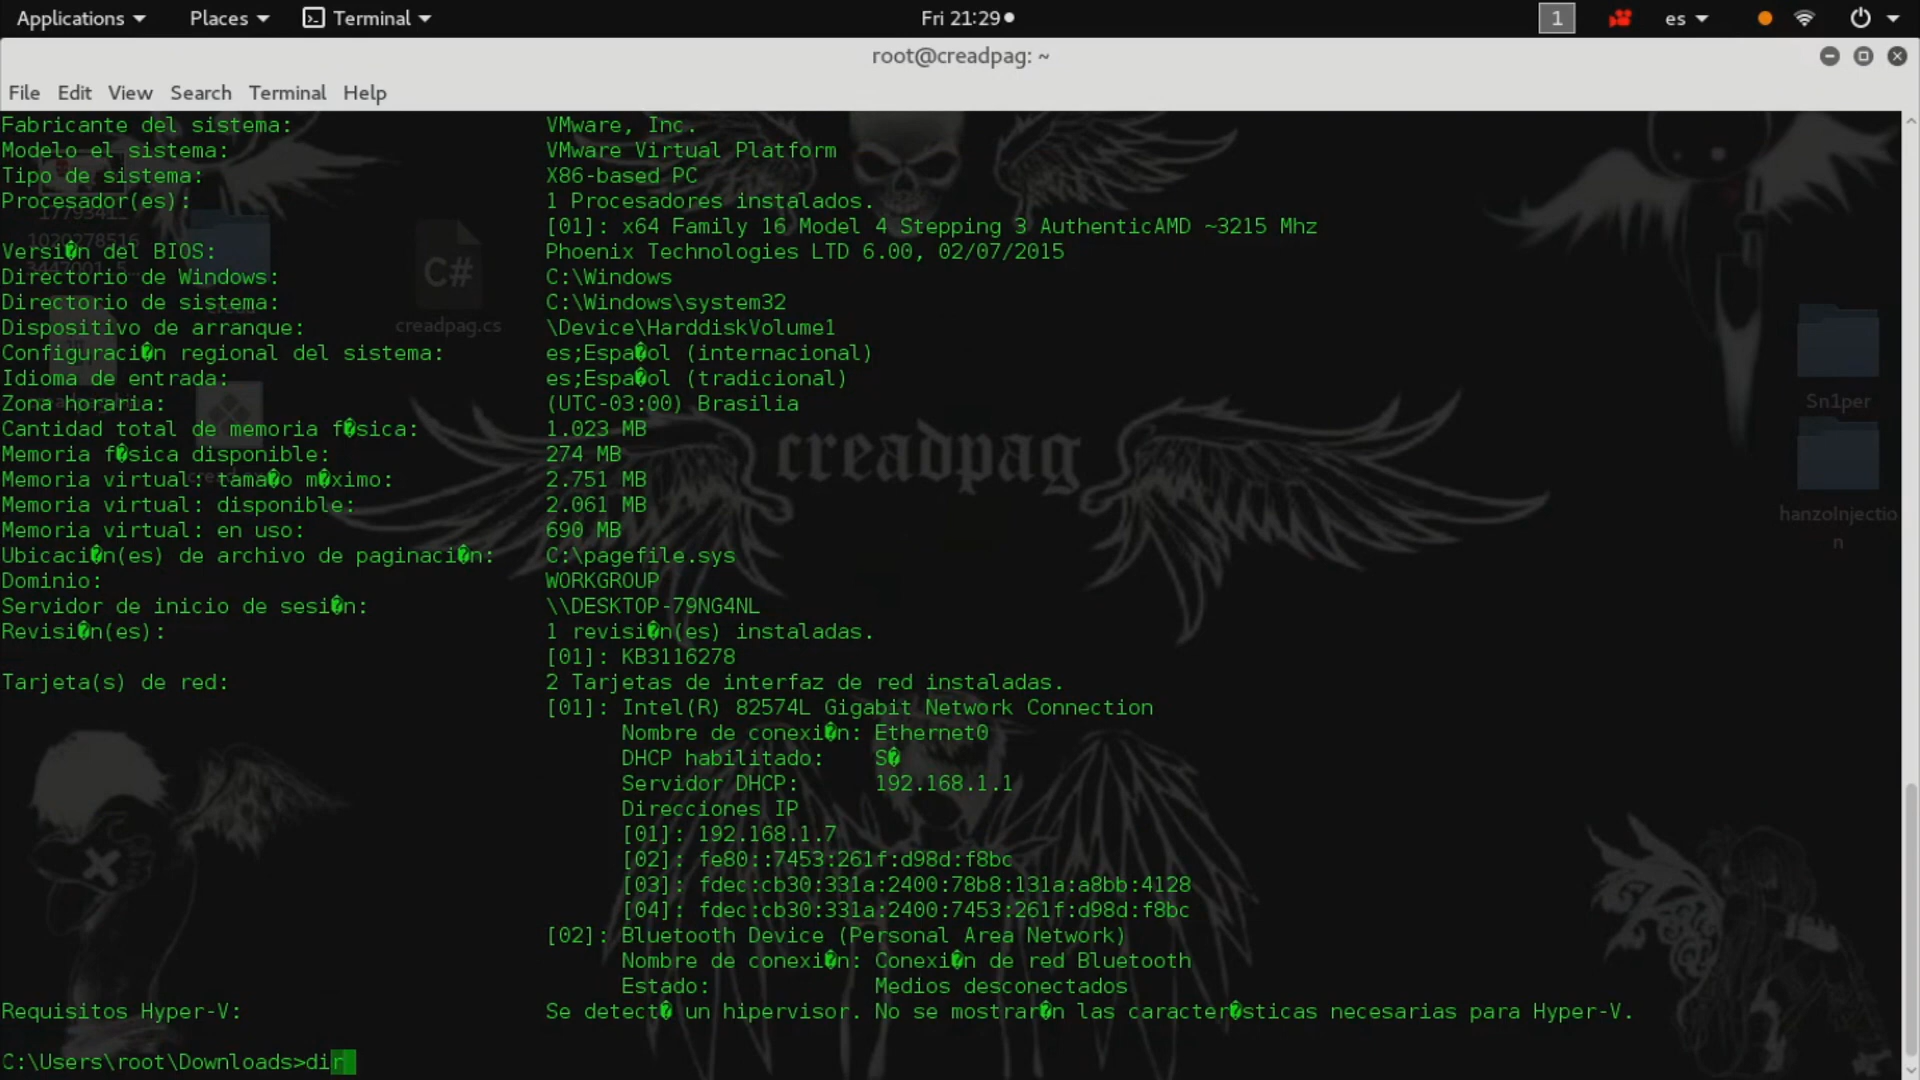 Applications Places Terminal Fri 21:29 1 es
root@creadpag: ~
File Edit View Search Terminal Help
Fabricante del sistema: VMware, Inc.
Modelo el sistema: VMware Virtual Platform
Tipo de sistema: X86-based PC
Procesador(es): 1 Procesadores instalados.
[01]: x64 Family 16 Model 4 Stepping 3 AuthenticAMD ~3215 Mhz
Versi�n del BIOS: Phoenix Technologies LTD 6.00, 02/07/2015
Directorio de Windows: C:\Windows
Directorio de sistema: C:\Windows\system32
Dispositivo de arranque: \Device\HarddiskVolume1
Configuraci�n regional del sistema: es;Espa�ol (internacional)
Idioma de entrada: es;Espa�ol (tradicional)
Zona horaria: (UTC-03:00) Brasilia
Cantidad total de memoria f�sica: 1.023 MB
Memoria f�sica disponible: 274 MB
Memoria virtual: tama�o m�ximo: 2.751 MB
Memoria virtual: disponible: 2.061 MB
Memoria virtual: en uso: 690 MB
Ubicaci�n(es) de archivo de paginaci�n: C:\pagefile.sys
Dominio: WORKGROUP
Servidor de inicio de sesi�n: \\DESKTOP-79NG4NL
Revisi�n(es): 1 revisi�n(es) instaladas.
[01]: KB3116278
Tarjeta(s) de red: 2 Tarjetas de interfaz de red instaladas.
[01]: Intel(R) 82574L Gigabit Network Connection
Nombre de conexi�n: Ethernet0
DHCP habilitado: S�
Servidor DHCP: 192.168.1.1
Direcciones IP
[01]: 192.168.1.7
[02]: fe80::7453:261f:d98d:f8bc
[03]: fdec:cb30:331a:2400:78b8:131a:a8bb:4128
[04]: fdec:cb30:331a:2400:7453:261f:d98d:f8bc
[02]: Bluetooth Device (Personal Area Network)
Nombre de conexi�n: Conexi�n de red Bluetooth
Estado: Medios desconectados
Requisitos Hyper-V: Se detect� un hipervisor. No se mostrar�n las caracter�sticas necesarias para Hyper-V.
C:\Users\root\Downloads>dir
C#
creadpag.cs
creadpag
Sn1per
hanzoInjectio
n